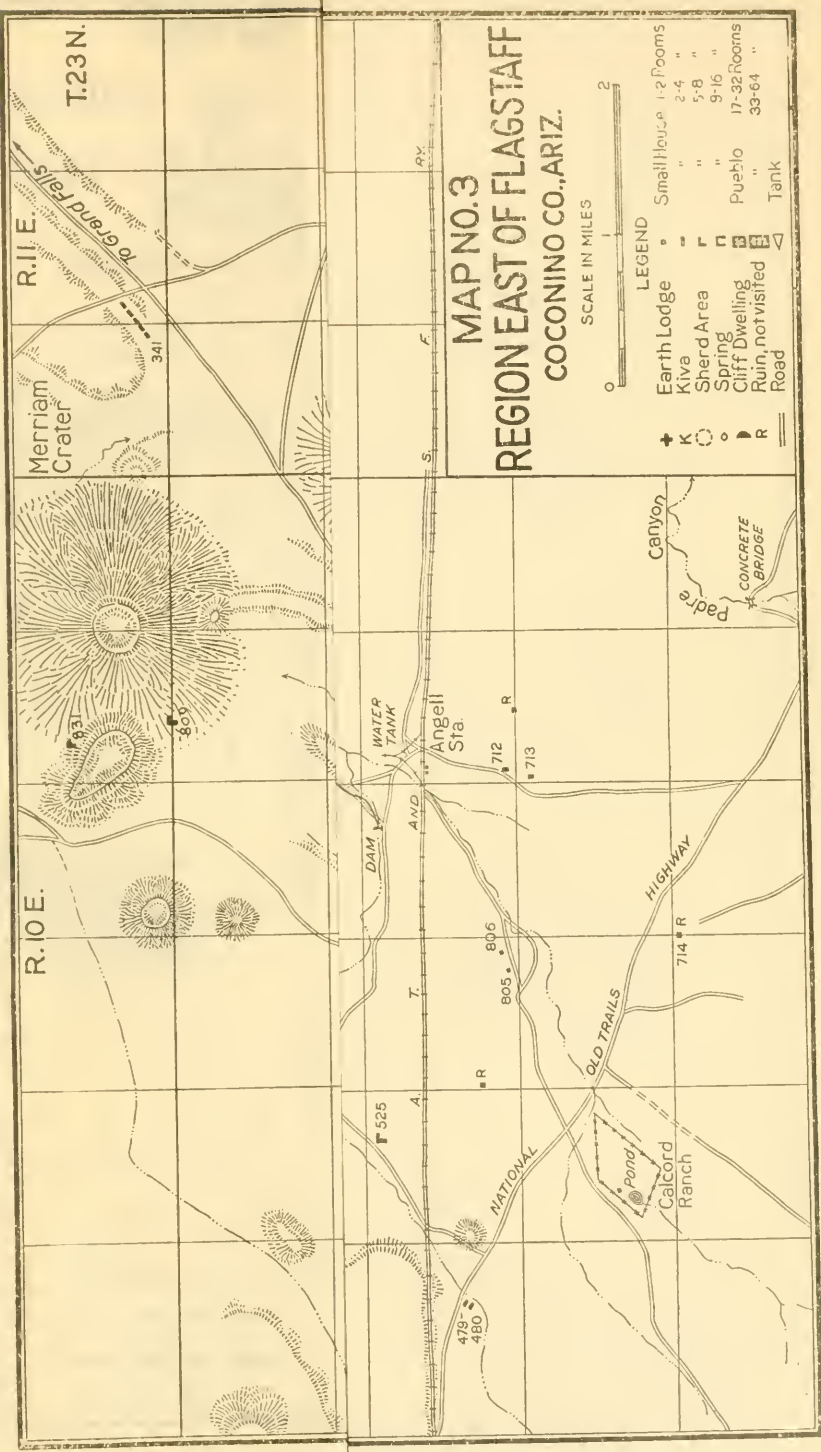 R.10 E.
R.11 E.
T.23 N.
To Grand Falls
Merriam
Crater
341
831
809
DAM
WATER
TANK
Angell
Sta.
A. T. AND S. F. RY.
525
R
712
713
R
806
805
479-
480
NATIONAL OLD TRAILS HIGHWAY
714 R
Pond
Calcord
Ranch
Canyon
Padre
CONCRETE
BRIDGE
MAP NO. 3
REGION EAST OF FLAGSTAFF
COCONINO CO., ARIZ.
SCALE IN MILES
0 1 2
LEGEND
Earth Lodge
K Kiva
Sherd Area
Spring
Cliff Dwelling
R Ruin, not visited
Road
Small House 1-2 Rooms
" 2-4 "
" 5-8 "
" 9-16 "
Pueblo 17-32 Rooms
" 33-64 "
Tank